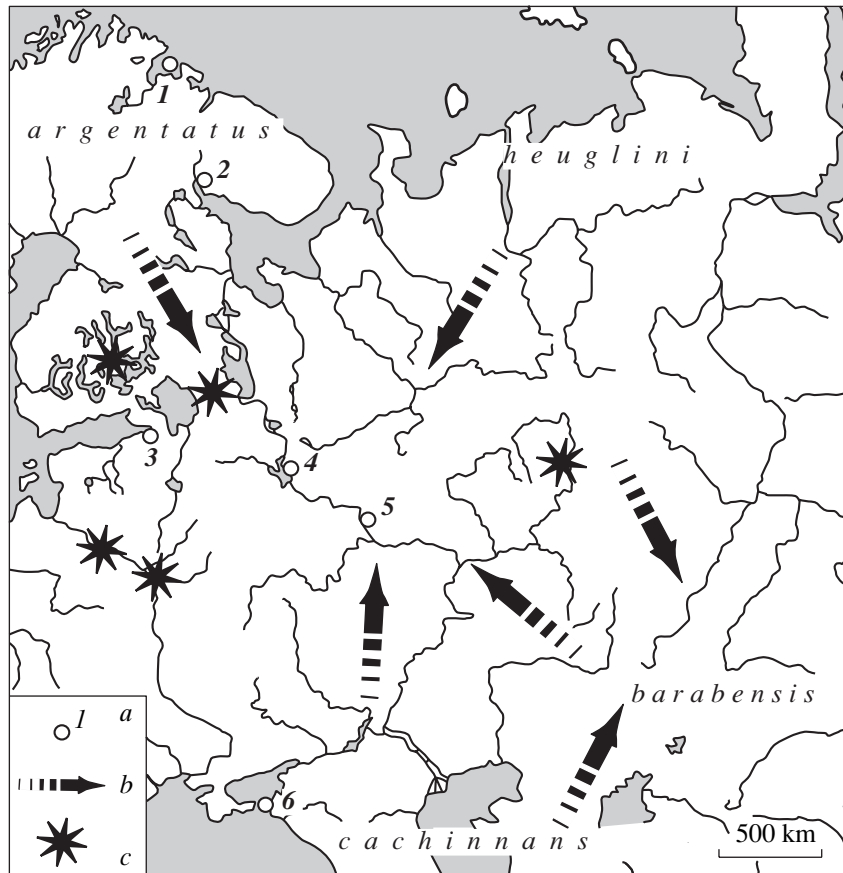 1
argentatus
heuglini
2
3
4
5
barabensis
1 a
b
6
c
cachinnans
500 km